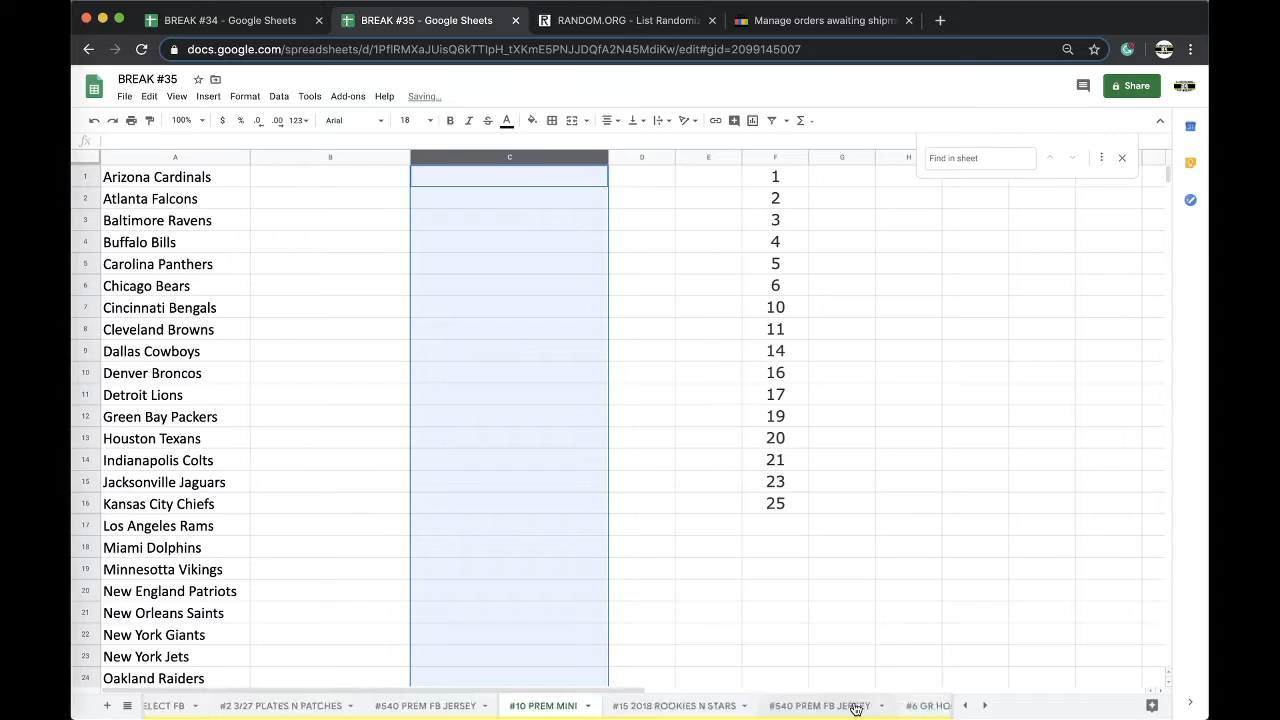 BREAK #34 - Google Sheets
BREAK #35 - Google Sheets
RANDOM.ORG - List Randomiz
Manage orders awaiting shipm
docs.google.com/spreadsheets/d/1PflRMXaJUisQ6kTTlpH_tXKmE5PNJJDQfA2N45MdiKw/edit#gid=2099145007
BREAK #35
File Edit View Insert Format Data Tools Add-ons Help Saving...
Share
100% $ % .0 .00 123 Arial 18 B I S A
fx
Find in sheet
A B C D E F G H
1 Arizona Cardinals 1
2 Atlanta Falcons 2
3 Baltimore Ravens 3
4 Buffalo Bills 4
5 Carolina Panthers 5
6 Chicago Bears 6
7 Cincinnati Bengals 10
8 Cleveland Browns 11
9 Dallas Cowboys 14
10 Denver Broncos 16
11 Detroit Lions 17
12 Green Bay Packers 19
13 Houston Texans 20
14 Indianapolis Colts 21
15 Jacksonville Jaguars 23
16 Kansas City Chiefs 25
17 Los Angeles Rams
18 Miami Dolphins
19 Minnesota Vikings
20 New England Patriots
21 New Orleans Saints
22 New York Giants
23 New York Jets
24 Oakland Raiders
ELECT FB #2 3/27 PLATES N PATCHES #540 PREM FB JERSEY #10 PREM MINI #15 2018 ROOKIES N STARS #540 PREM FB JERSEY #6 GR HO